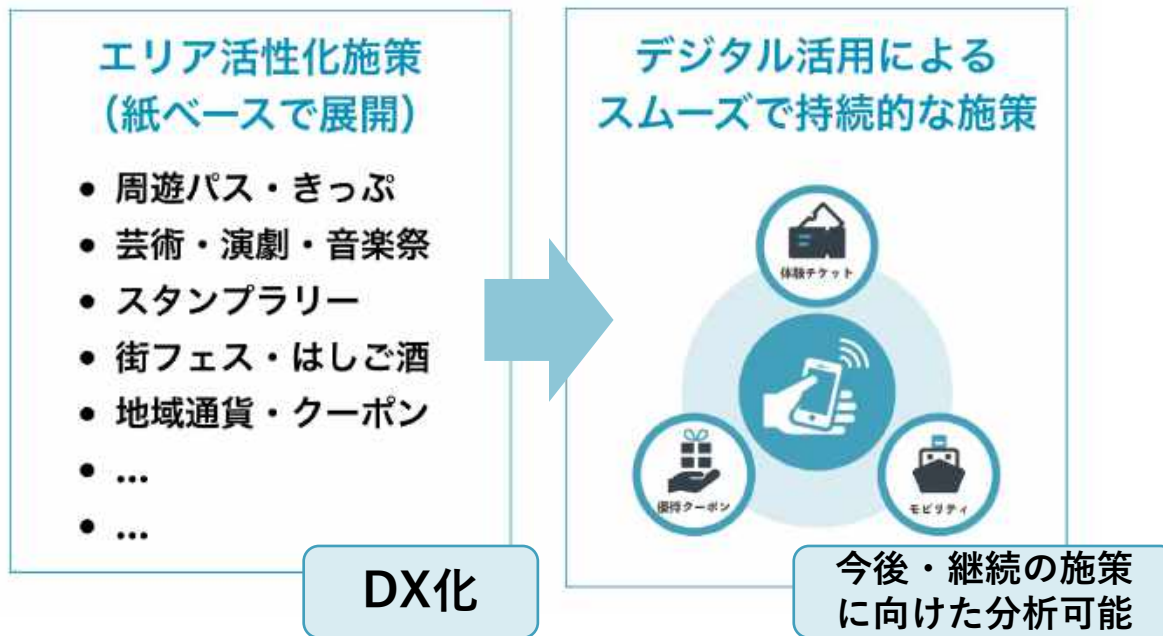 エリア活性化施策
（紙ベースで展開）
• 周遊パス・きっぷ
• 芸術・演劇・音楽祭
• スタンプラリー
• 街フェス・はしご酒
• 地域通貨・クーポン
• ...
• ...
DX化
デジタル活用による
スムーズで持続的な施策
体験チケット
優待クーポン
モビリティ
今後・継続の施策
に向けた分析可能